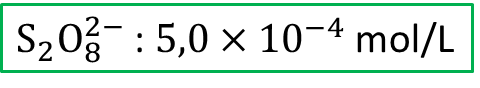 S₂O₈²⁻ : 5,0 × 10⁻⁴ mol/L